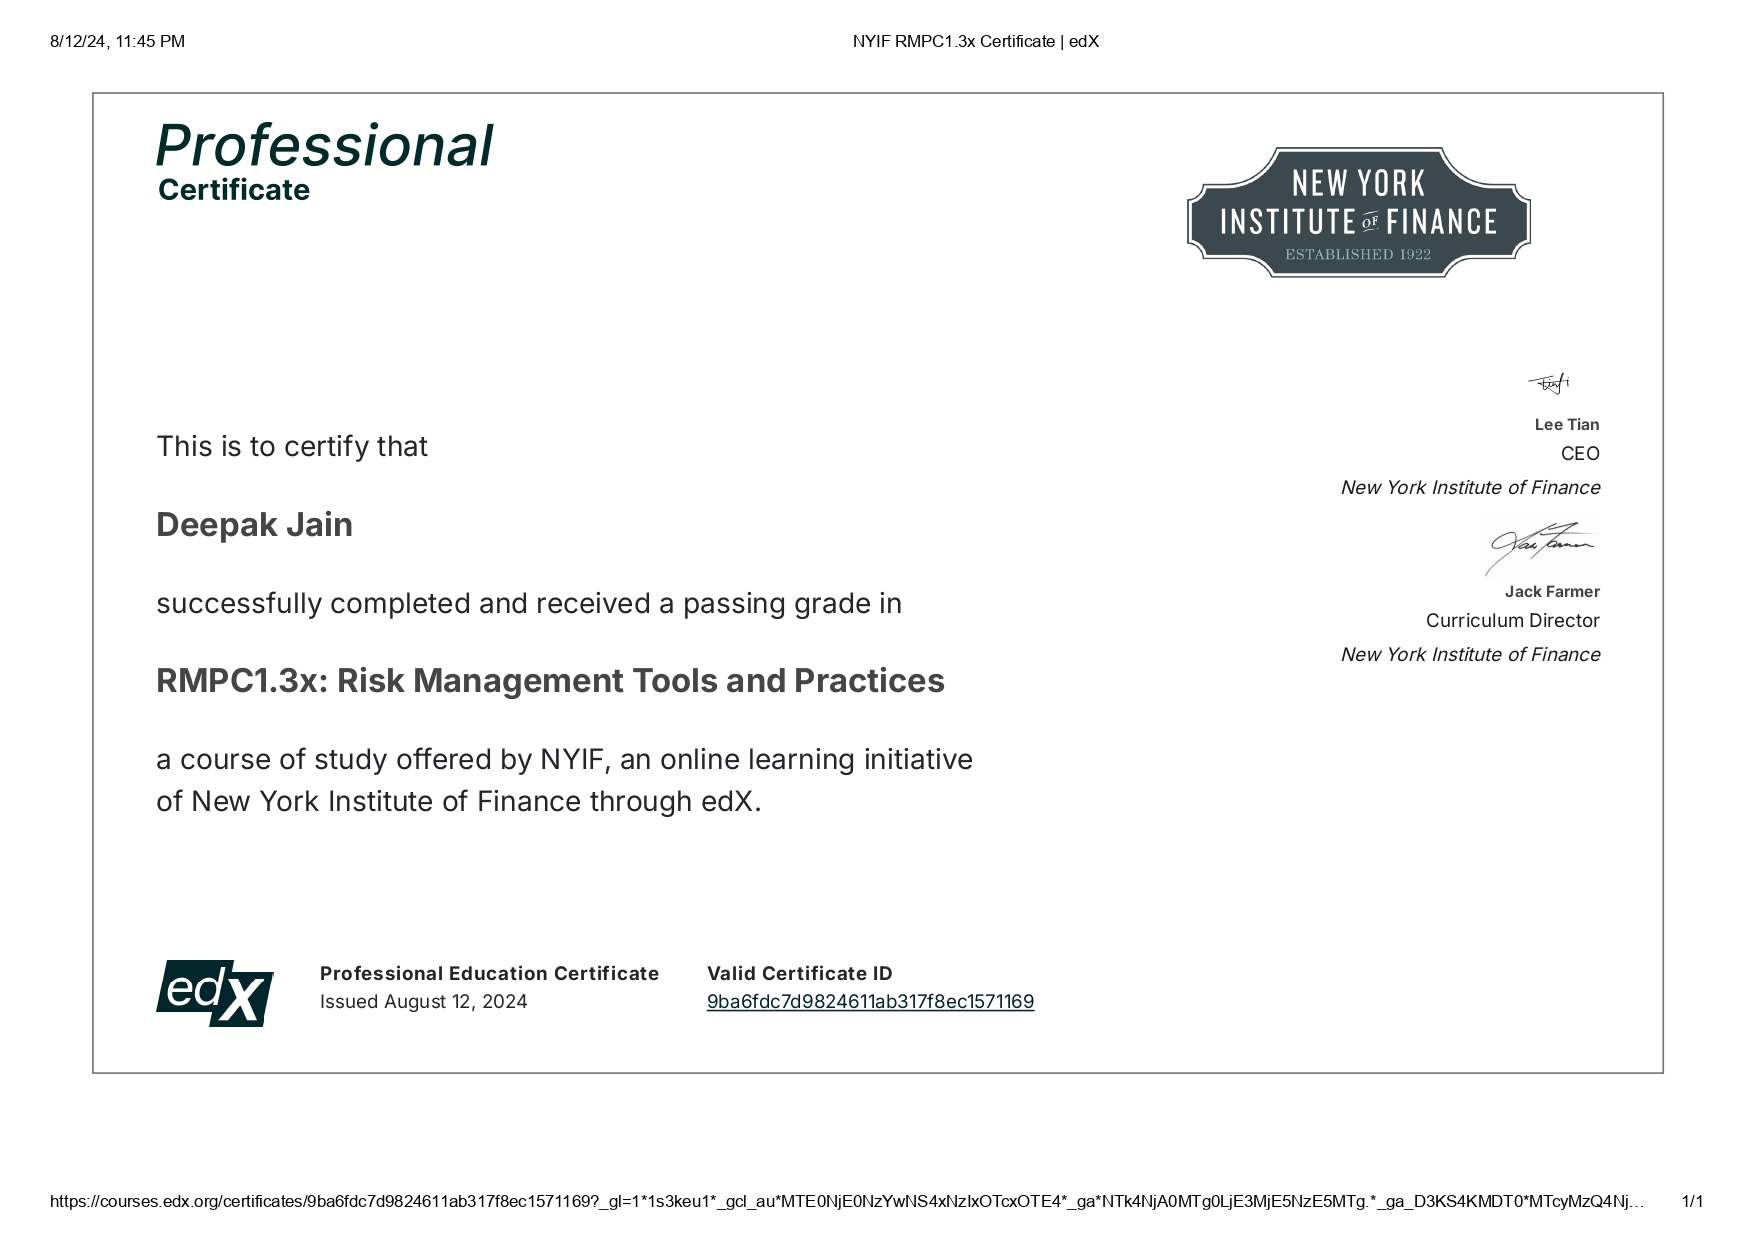 8/12/24, 11:45 PM
NYIF RMPC1.3x Certificate | edX
Professional
Certificate
NEW YORK
INSTITUTE OF FINANCE
ESTABLISHED 1922
This is to certify that
Deepak Jain
successfully completed and received a passing grade in
RMPC1.3x: Risk Management Tools and Practices
a course of study offered by NYIF, an online learning initiative
of New York Institute of Finance through edX.
Lee Tian
CEO
New York Institute of Finance
Jack Farmer
Curriculum Director
New York Institute of Finance
edX
Professional Education Certificate
Issued August 12, 2024
Valid Certificate ID
9ba6fdc7d9824611ab317f8ec1571169
https://courses.edx.org/certificates/9ba6fdc7d9824611ab317f8ec1571169?_gl=1*1s3keu1*_gcl_au*MTE0NjE0NzYwNS4xNzIxOTcxOTE4*_ga*NTk4NjA0MTg0LjE3MjE5NzE5MTg.*_ga_D3KS4KMDT0*MTcyMzQ4Nj…
1/1